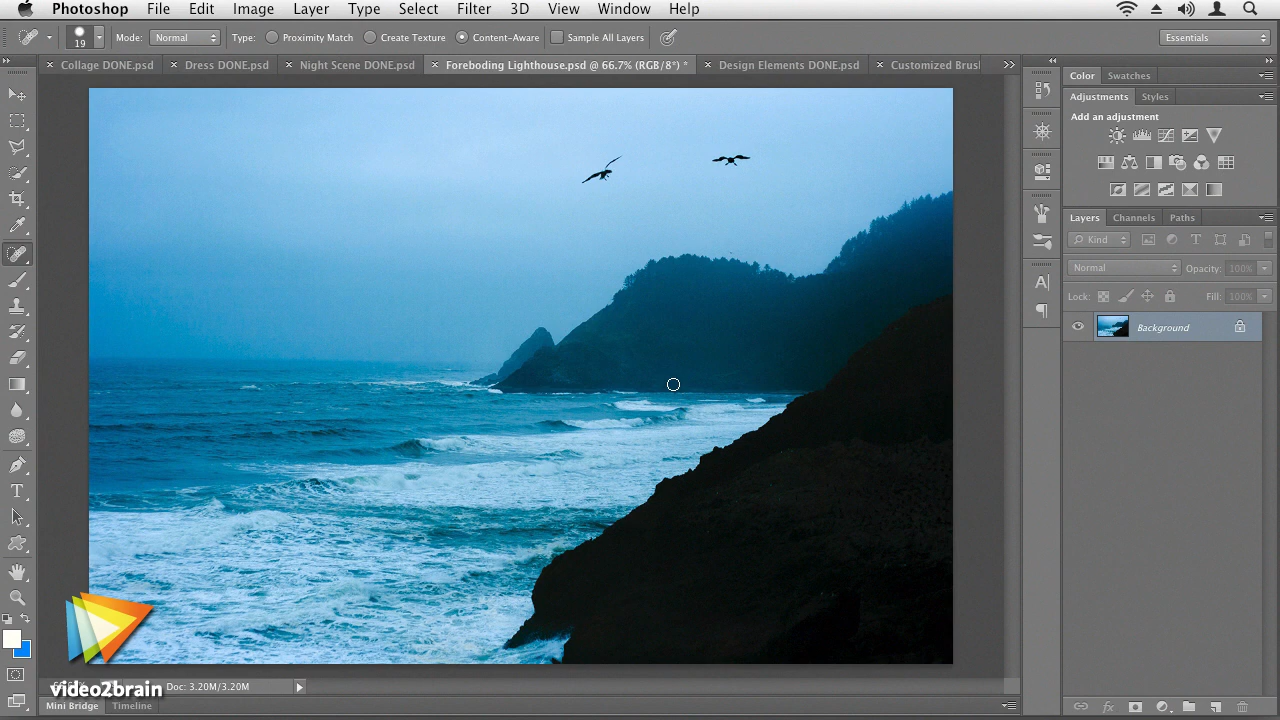 Photoshop File Edit Image Layer Type Select Filter 3D View Window Help
19 Mode: Normal Type: Proximity Match Create Texture Content-Aware Sample All Layers Essentials
Collage DONE.psd Dress DONE.psd Night Scene DONE.psd Foreboding Lighthouse.psd @ 66.7% (RGB/8*) * Design Elements DONE.psd Customized Brus
Color Swatches
Adjustments Styles
Add an adjustment
Layers Channels Paths
Kind
Normal Opacity: 100%
Lock: Fill: 100%
Background
Doc: 3.20M/3.20M
video2brain
Mini Bridge Timeline